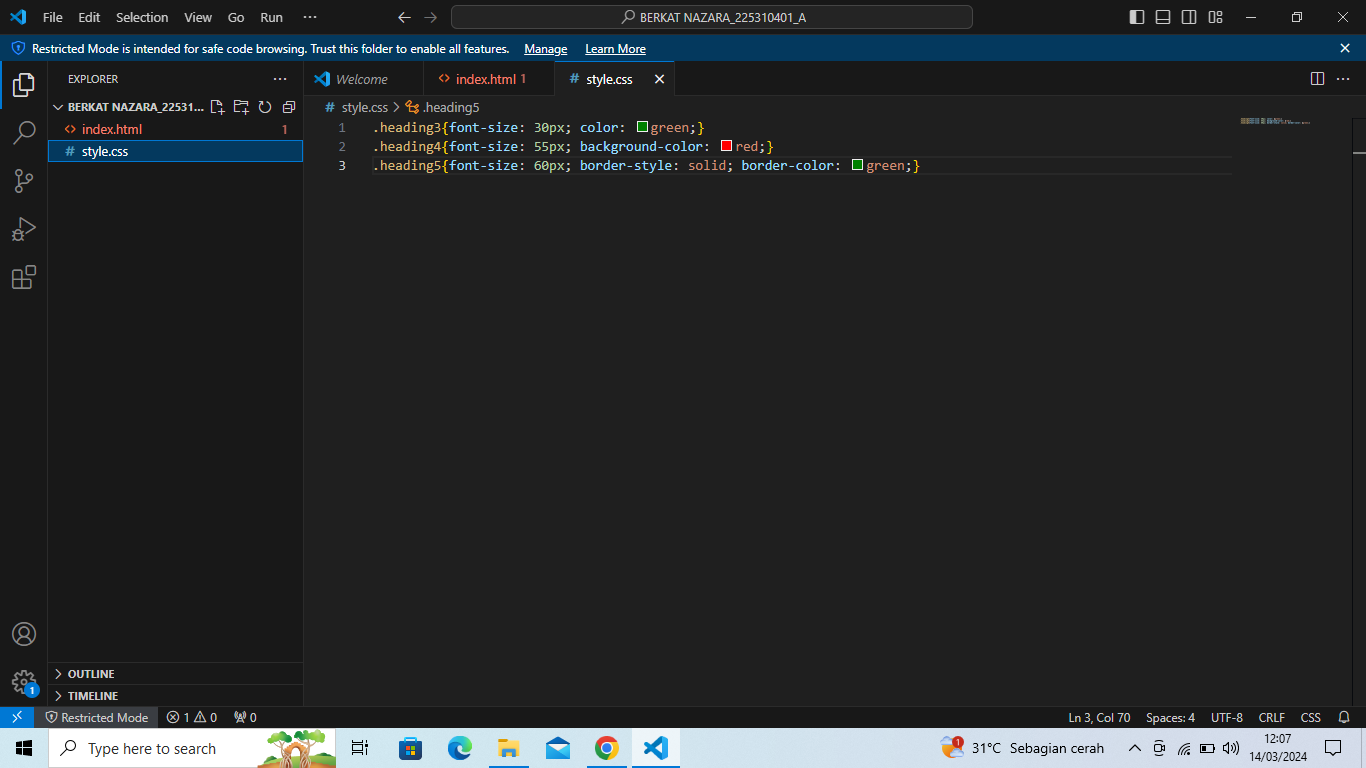 File Edit Selection View Go Run ···
BERKAT NAZARA_225310401_A
Restricted Mode is intended for safe code browsing. Trust this folder to enable all features. Manage Learn More
EXPLORER
Welcome
index.html 1
style.css
BERKAT NAZARA_22531...
index.html 1
style.css
style.css > .heading5
1 .heading3{font-size: 30px; color: green;}
2 .heading4{font-size: 55px; background-color: red;}
3 .heading5{font-size: 60px; border-style: solid; border-color: green;}
OUTLINE
TIMELINE
1
Restricted Mode 1 0 0
Ln 3, Col 70 Spaces: 4 UTF-8 CRLF CSS
Type here to search
1
31°C Sebagian cerah
12:07
14/03/2024